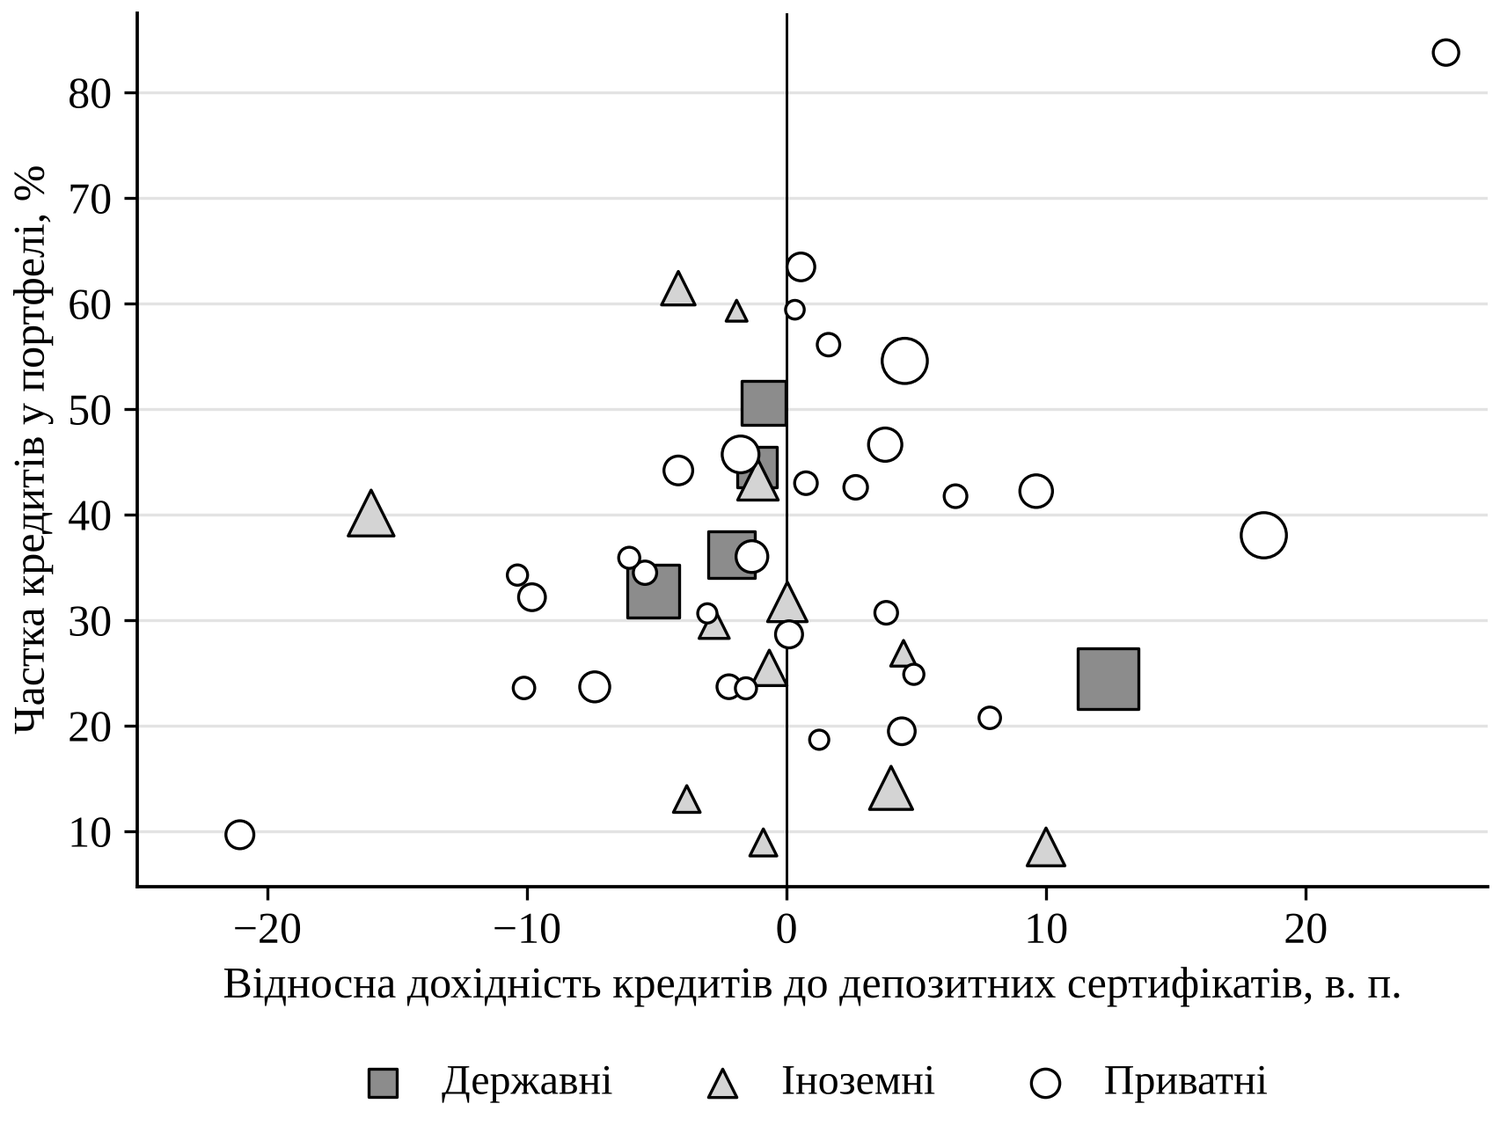 Частка кредитів у портфелі, %
80
70
60
50
40
30
20
10
−20 −10 0 10 20
Відносна дохідність кредитів до депозитних сертифікатів, в. п.
Державні Іноземні Приватні